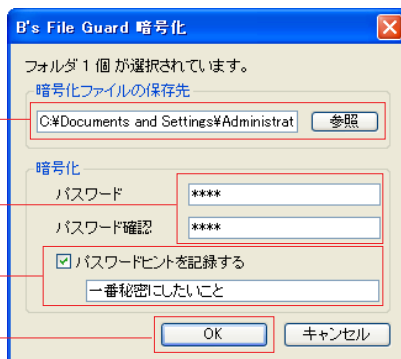 B's File Guard 暗号化
フォルダ 1 個 が選択されています。
暗号化ファイルの保存先
C:¥Documents and Settings¥Administrat 参照
暗号化
パスワード ****
パスワード確認 ****
パスワードヒントを記録する
一番秘密にしたいこと
OK キャンセル